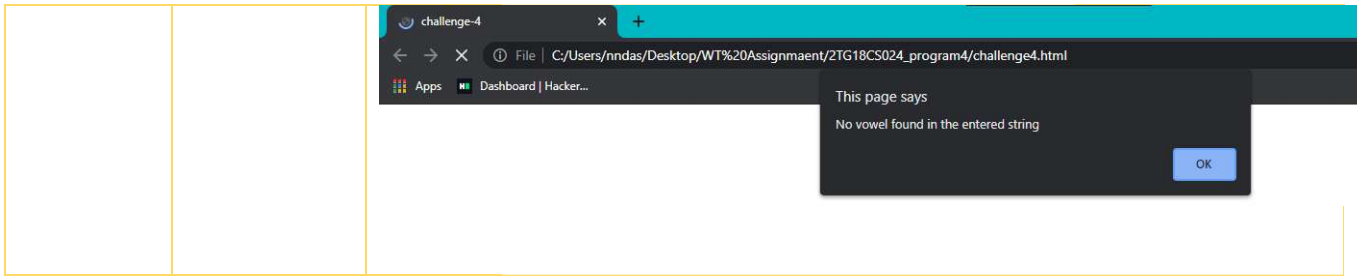 challenge-4
File | C:/Users/nndas/Desktop/WT%20Assignmaent/2TG18CS024_program4/challenge4.html
Apps
Dashboard | Hacker...
This page says
No vowel found in the entered string
OK